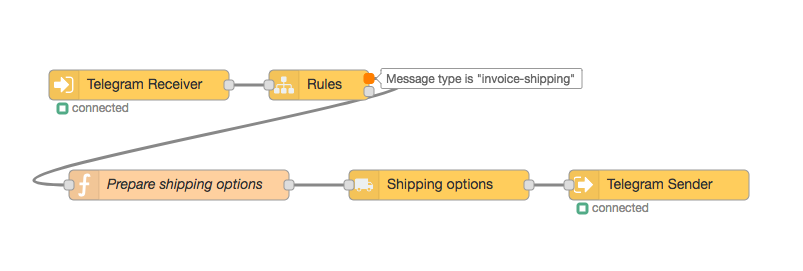 Telegram Receiver
Rules
Message type is "invoice-shipping"
connected
Prepare shipping options
Shipping options
Telegram Sender
connected